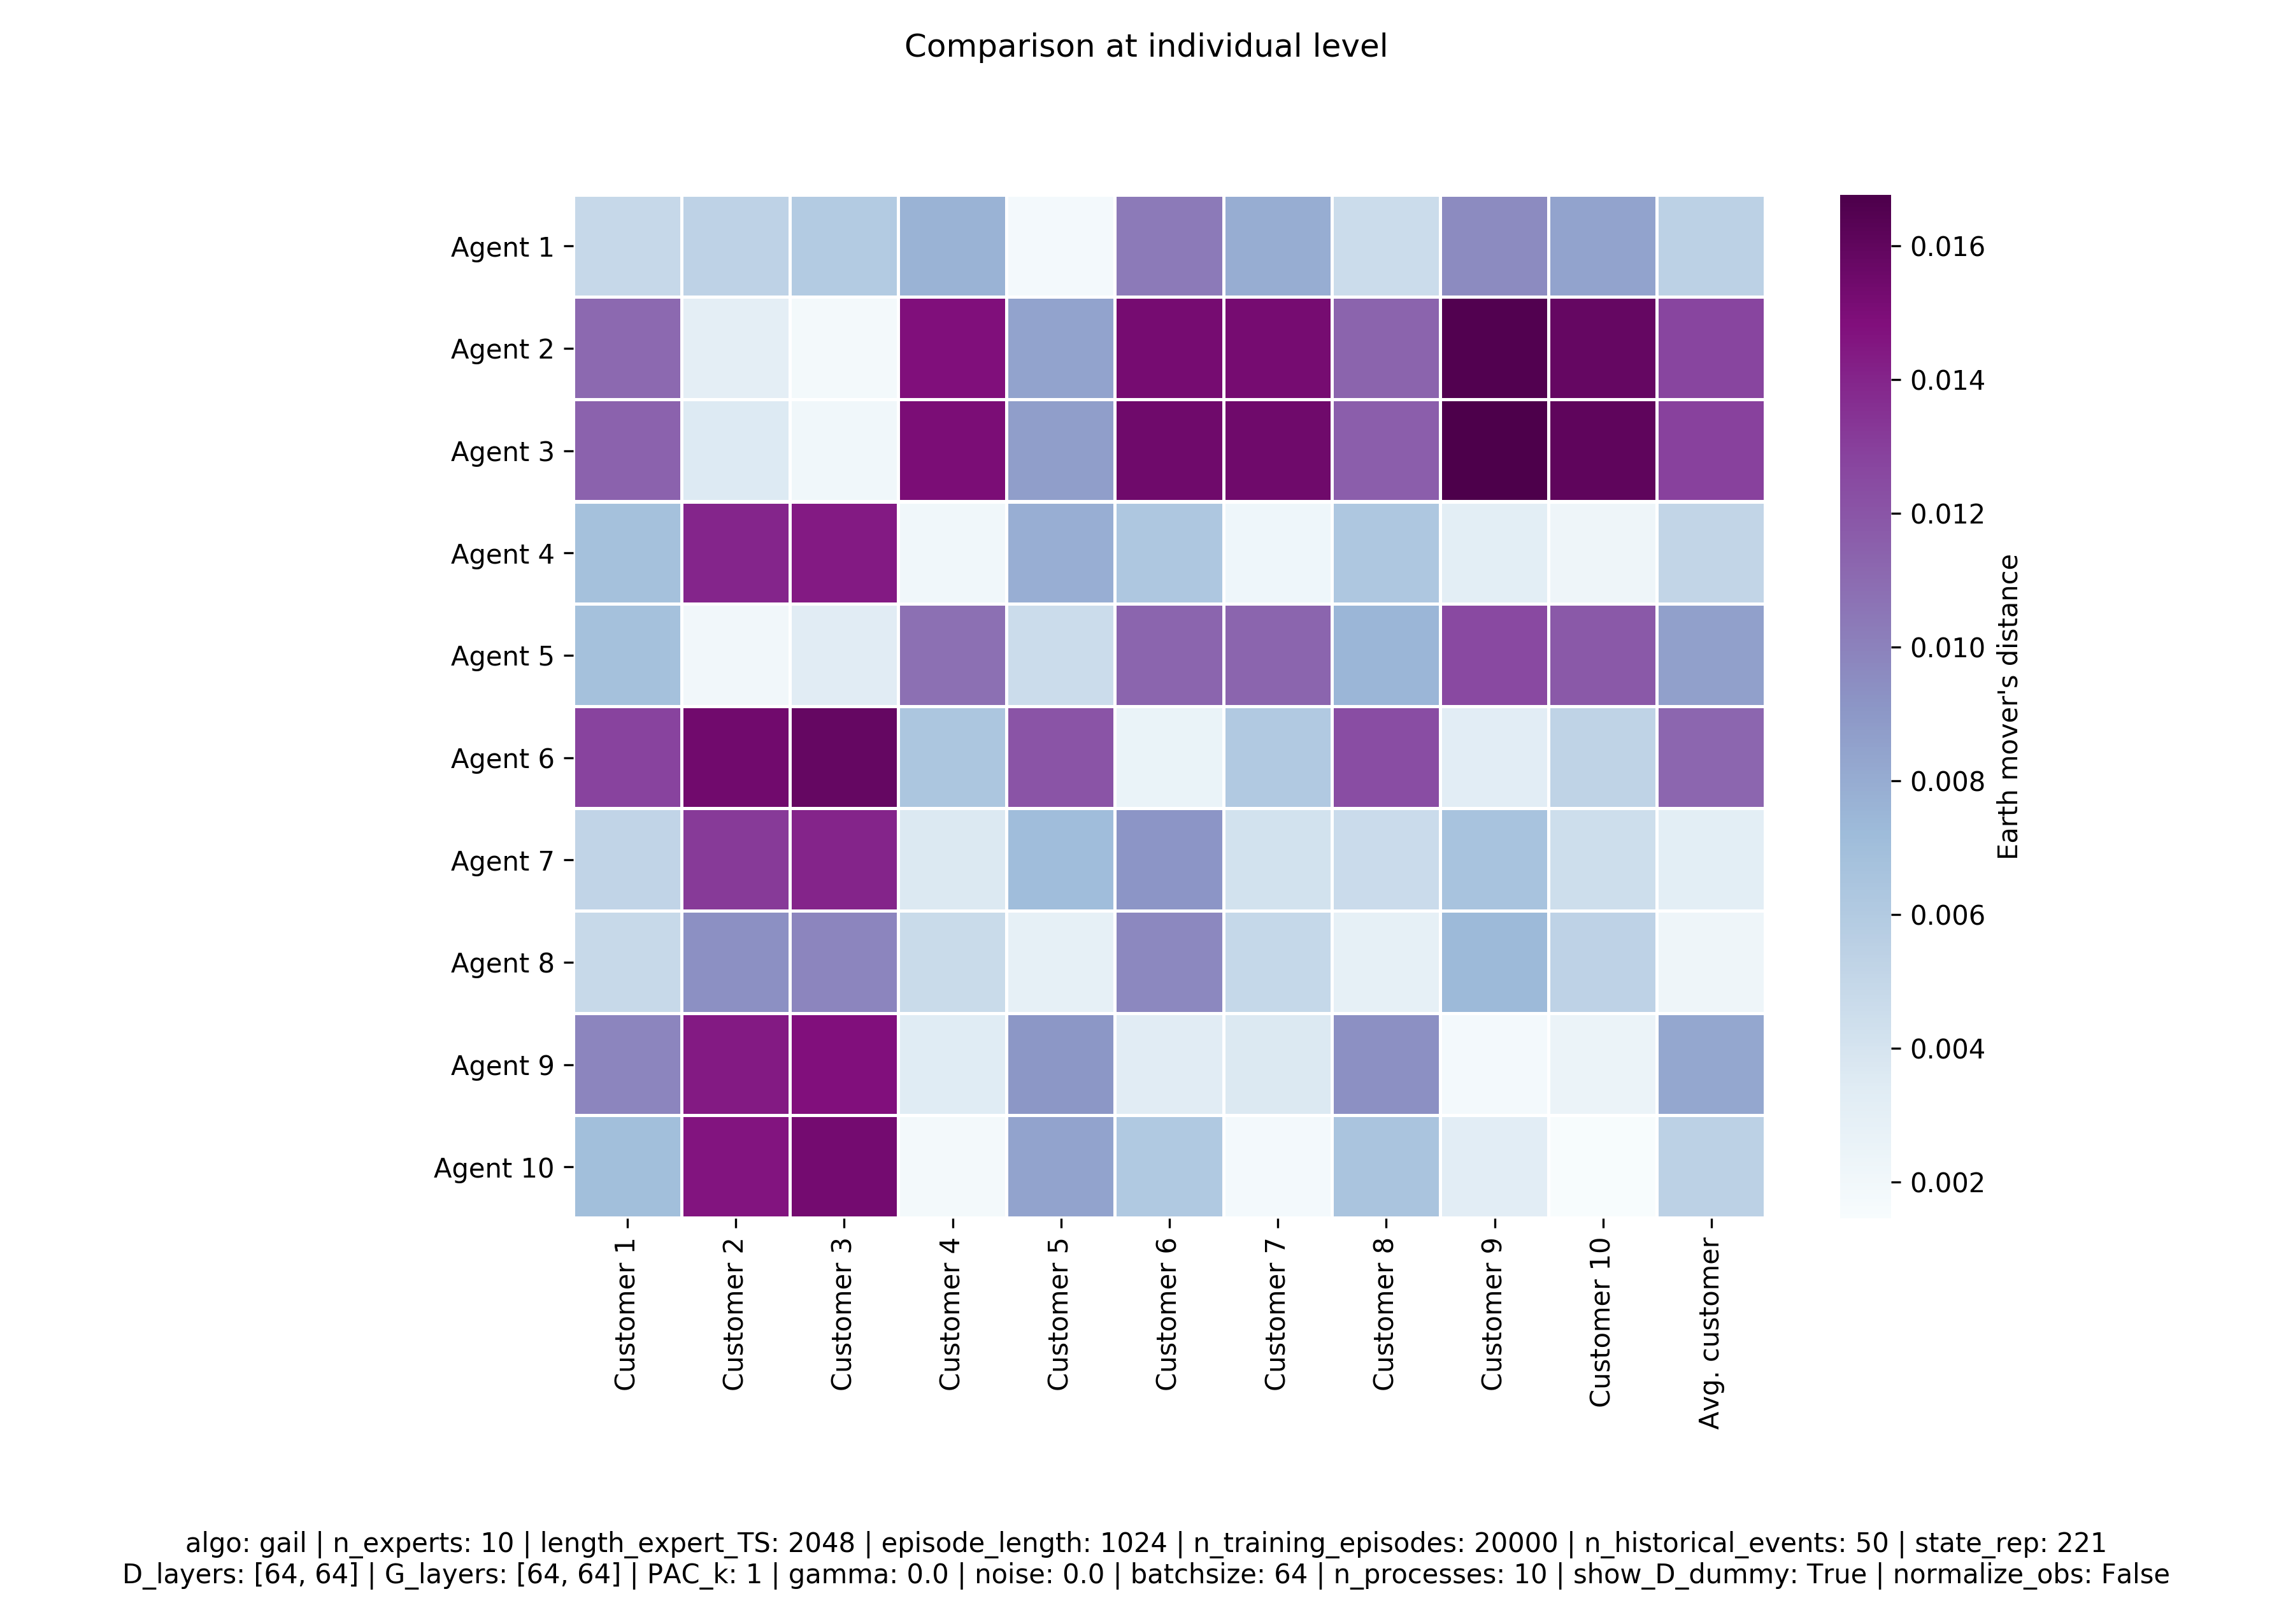 Comparison at individual level
Agent 1
Agent 2
Agent 3
Agent 4
Agent 5
Agent 6
Agent 7
Agent 8
Agent 9
Agent 10
Customer 1
Customer 2
Customer 3
Customer 4
Customer 5
Customer 6
Customer 7
Customer 8
Customer 9
Customer 10
Avg. customer
0.016
0.014
0.012
0.010
0.008
0.006
0.004
0.002
Earth mover's distance
algo: gail | n_experts: 10 | length_expert_TS: 2048 | episode_length: 1024 | n_training_episodes: 20000 | n_historical_events: 50 | state_rep: 221
D_layers: [64, 64] | G_layers: [64, 64] | PAC_k: 1 | gamma: 0.0 | noise: 0.0 | batchsize: 64 | n_processes: 10 | show_D_dummy: True | normalize_obs: False